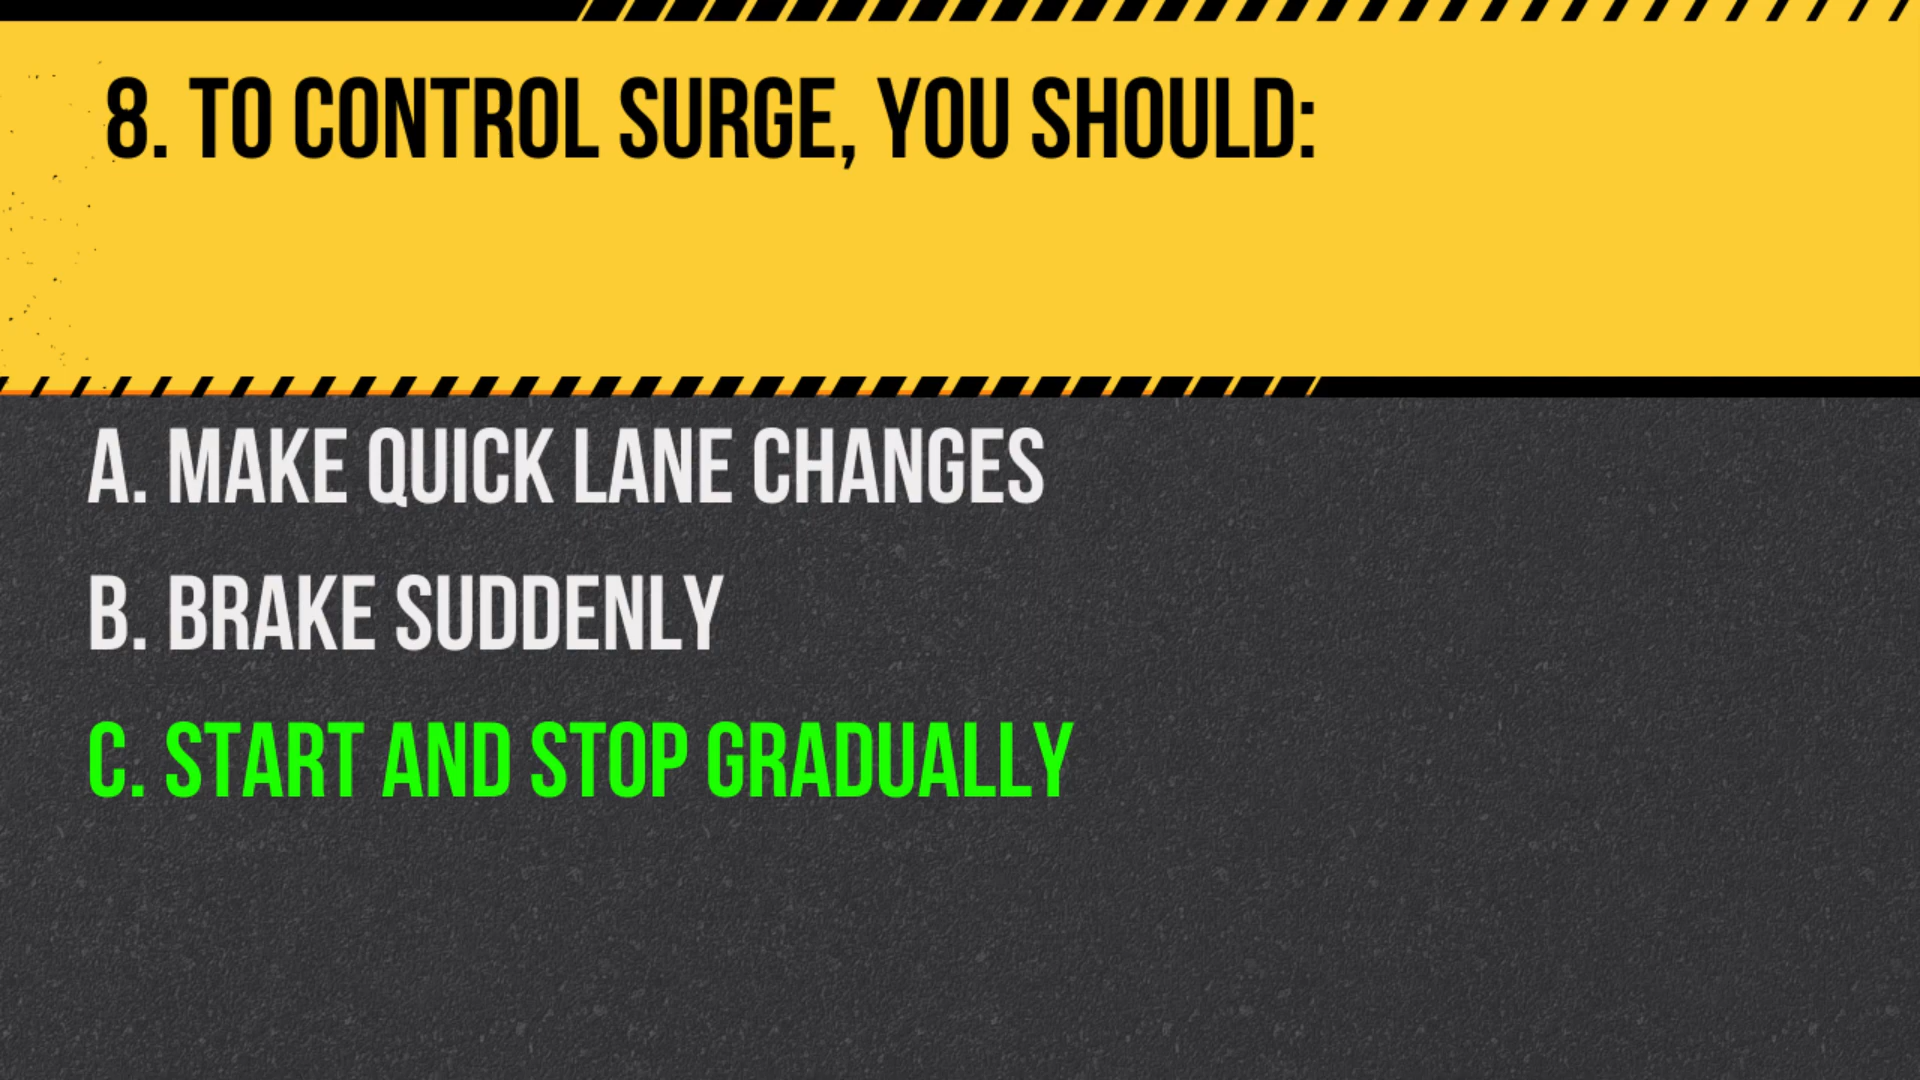 8. TO CONTROL SURGE, YOU SHOULD:
A. MAKE QUICK LANE CHANGES
B. BRAKE SUDDENLY
C. START AND STOP GRADUALLY